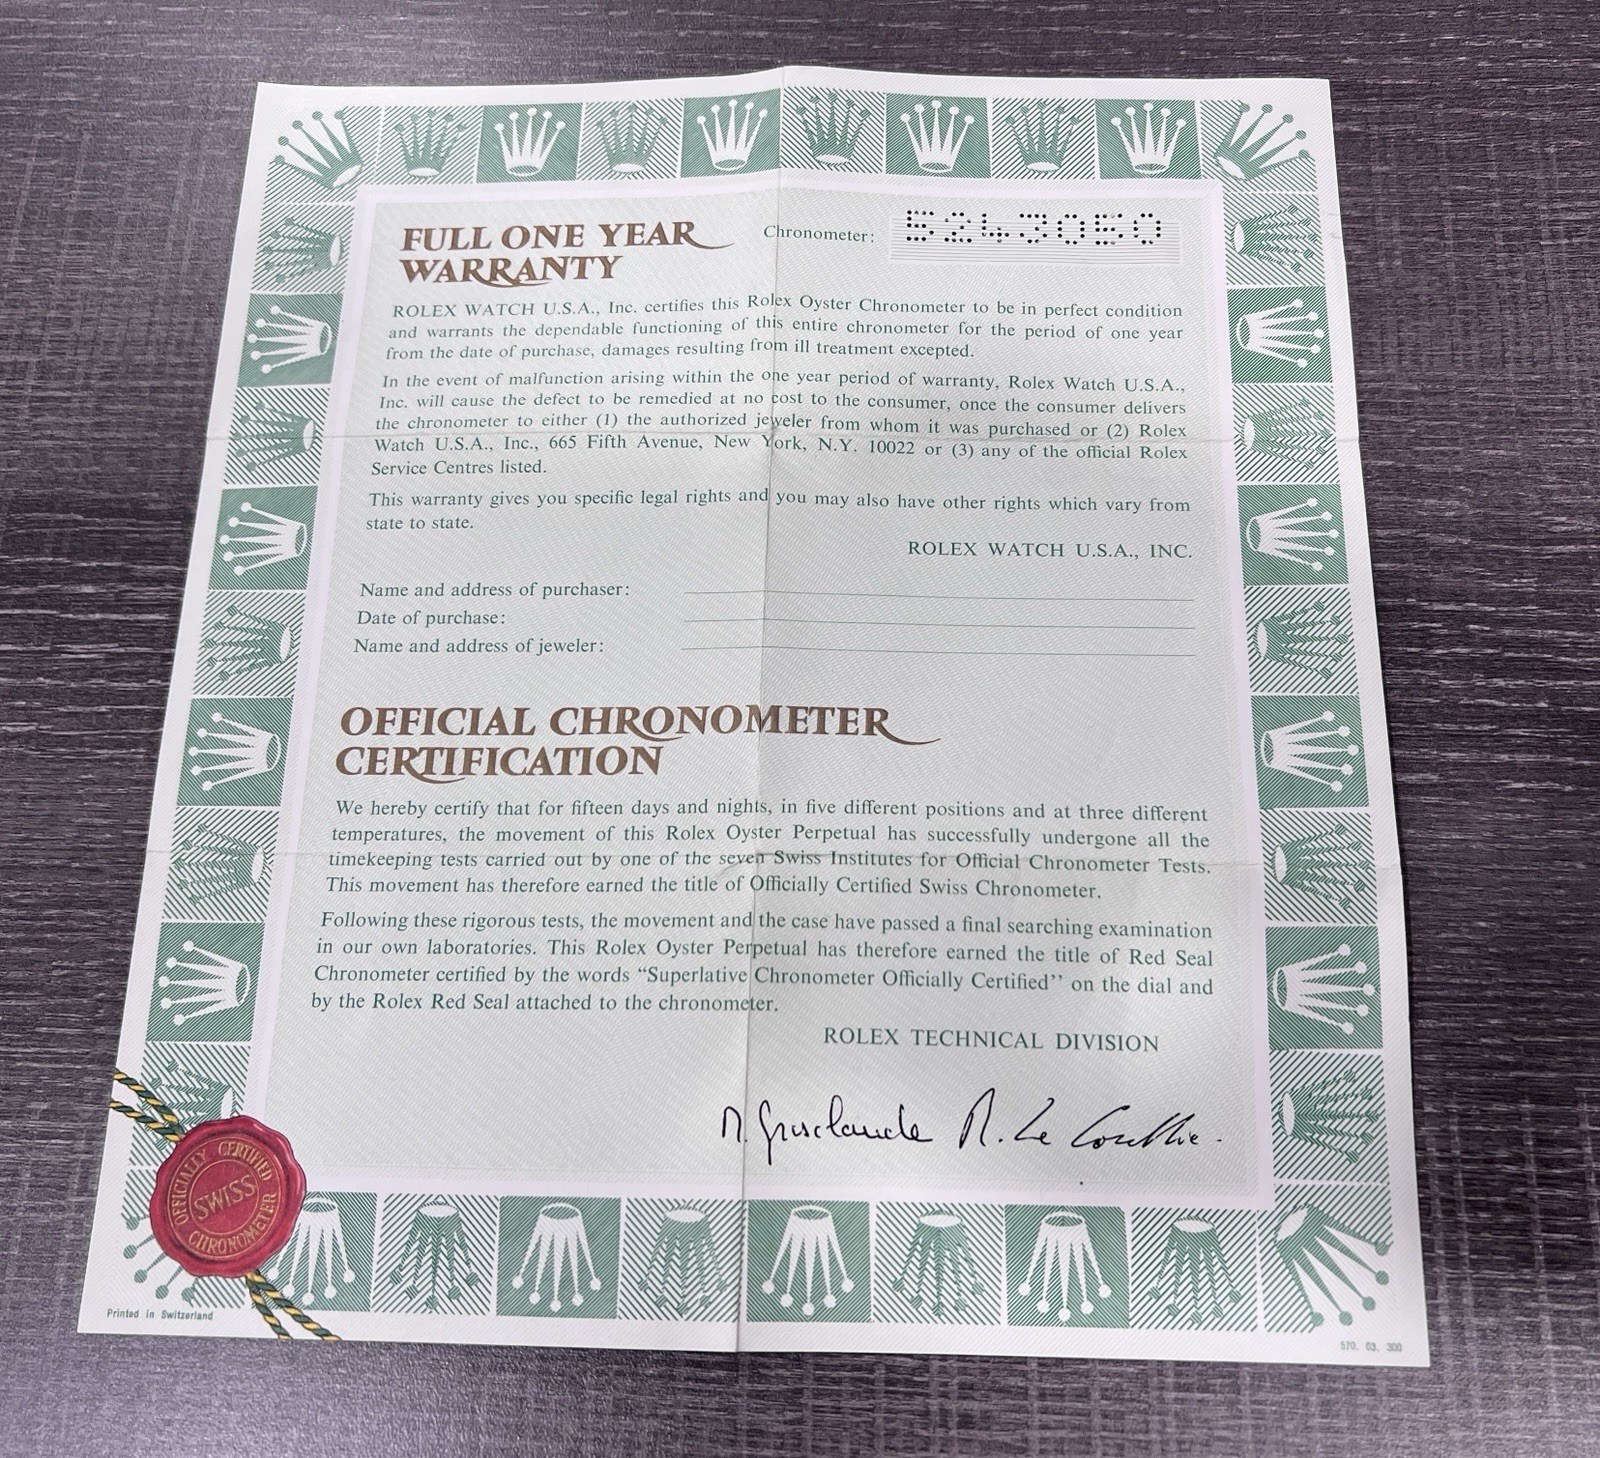 FULL ONE YEAR
WARRANTY
Chronometer: 5243050
ROLEX WATCH U.S.A., Inc. certifies this Rolex Oyster Chronometer to be in perfect condition
and warrants the dependable functioning of this entire chronometer for the period of one year
from the date of purchase, damages resulting from ill treatment excepted.
In the event of malfunction arising within the one year period of warranty, Rolex Watch U.S.A.,
Inc. will cause the defect to be remedied at no cost to the consumer, once the consumer delivers
the chronometer to either (1) the authorized jeweler from whom it was purchased or (2) Rolex
Watch U.S.A., Inc., 665 Fifth Avenue, New York, N.Y. 10022 or (3) any of the official Rolex
Service Centres listed.
This warranty gives you specific legal rights and you may also have other rights which vary from
state to state.
ROLEX WATCH U.S.A., INC.
Name and address of purchaser:
Date of purchase:
Name and address of jeweler:
OFFICIAL CHRONOMETER
CERTIFICATION
We hereby certify that for fifteen days and nights, in five different positions and at three different
temperatures, the movement of this Rolex Oyster Perpetual has successfully undergone all the
timekeeping tests carried out by one of the seven Swiss Institutes for Official Chronometer Tests.
This movement has therefore earned the title of Officially Certified Swiss Chronometer.
Following these rigorous tests, the movement and the case have passed a final searching examination
in our own laboratories. This Rolex Oyster Perpetual has therefore earned the title of Red Seal
Chronometer certified by the words “Superlative Chronometer Officially Certified’’ on the dial and
by the Rolex Red Seal attached to the chronometer.
ROLEX TECHNICAL DIVISION
R. Le
OFFICIALLY CERTIFIED
SWISS
CHRONOMETER
Printed in Switzerland
570. 03. 300